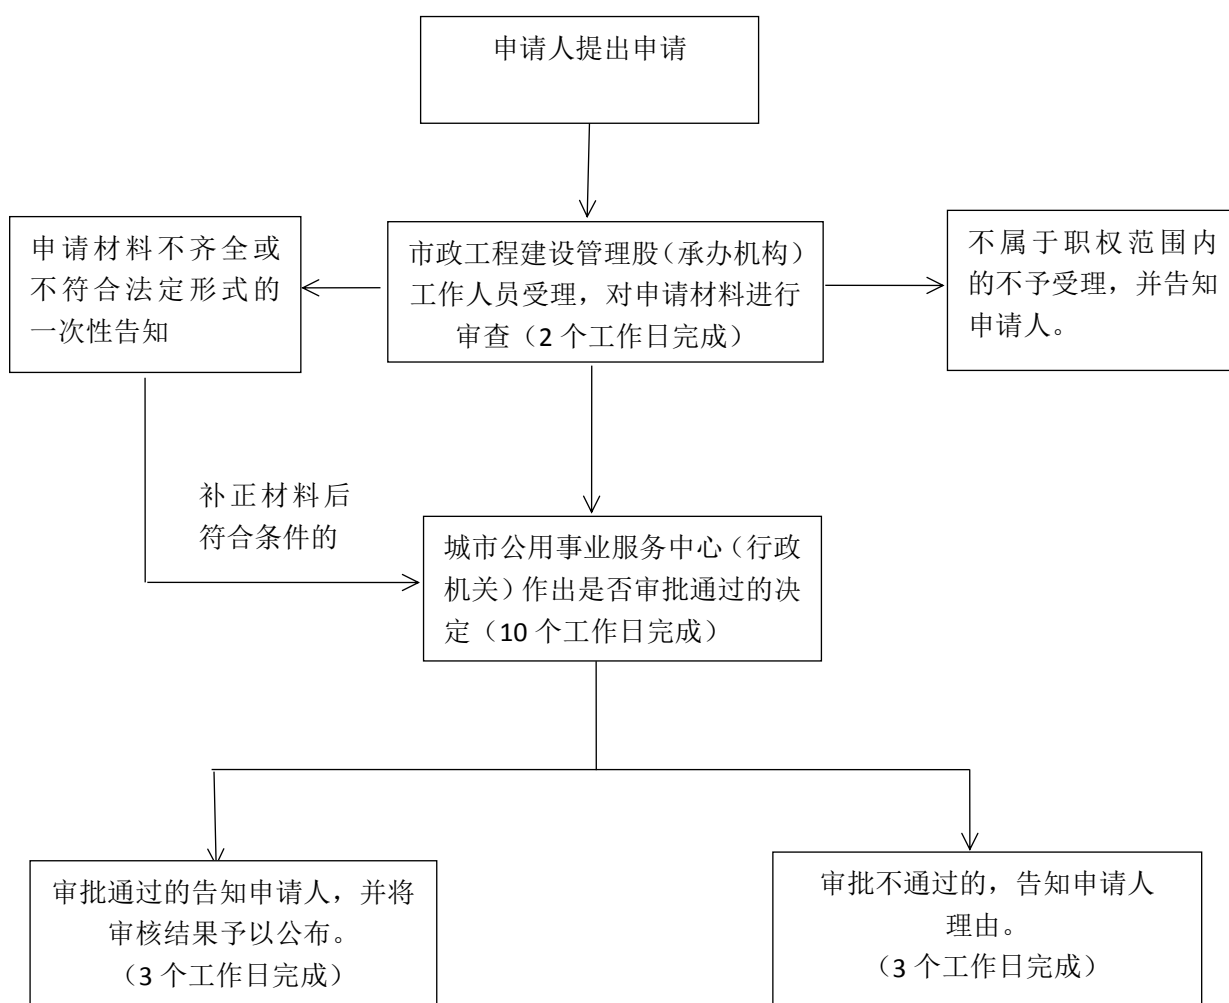 申请人提出申请
申请材料不齐全或
不符合法定形式的
一次性告知
市政工程建设管理股（承办机构）
工作人员受理，对申请材料进行
审查（2 个工作日完成）
不属于职权范围内
的不予受理，并告知
申请人。
补正材料后
符合条件的
城市公用事业服务中心（行政
机关）作出是否审批通过的决
定（10 个工作日完成）
审批通过的告知申请人，并将
审核结果予以公布。
（3 个工作日完成）
审批不通过的，告知申请人
理由。
（3 个工作日完成）